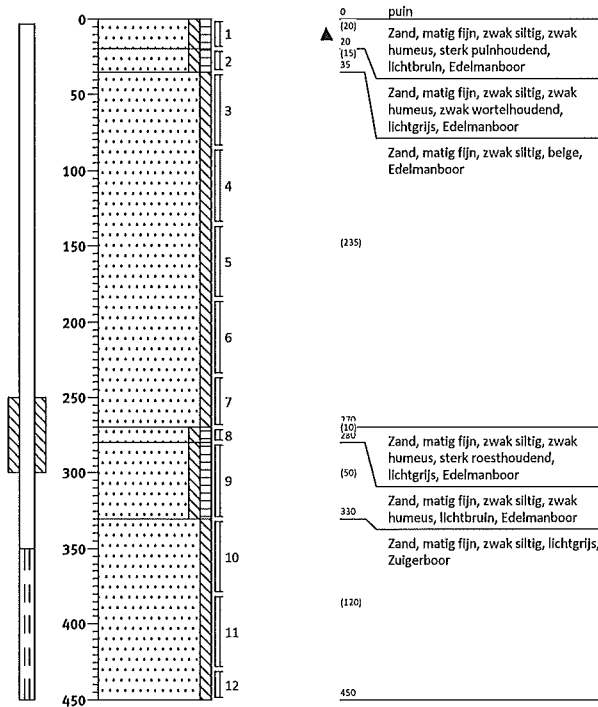 0
50
100
150
200
250
300
350
400
450
1
2
3
4
5
6
7
8
9
10
11
12
0 puin
(20)
Zand, matig fijn, zwak siltig, zwak
humeus, sterk puinhoudend,
lichtbruin, Edelmanboor
20
(15)
Zand, matig fijn, zwak siltig, zwak
humeus, zwak wortelhoudend,
lichtgrijs, Edelmanboor
35
Zand, matig fijn, zwak siltig, beige,
Edelmanboor
(235)
270
(10)
Zand, matig fijn, zwak siltig, zwak
humeus, sterk roesthoudend,
lichtgrijs, Edelmanboor
280
(50)
Zand, matig fijn, zwak siltig, zwak
humeus, lichtbruin, Edelmanboor
330
Zand, matig fijn, zwak siltig, lichtgrijs,
Zuigerboor
(120)
450